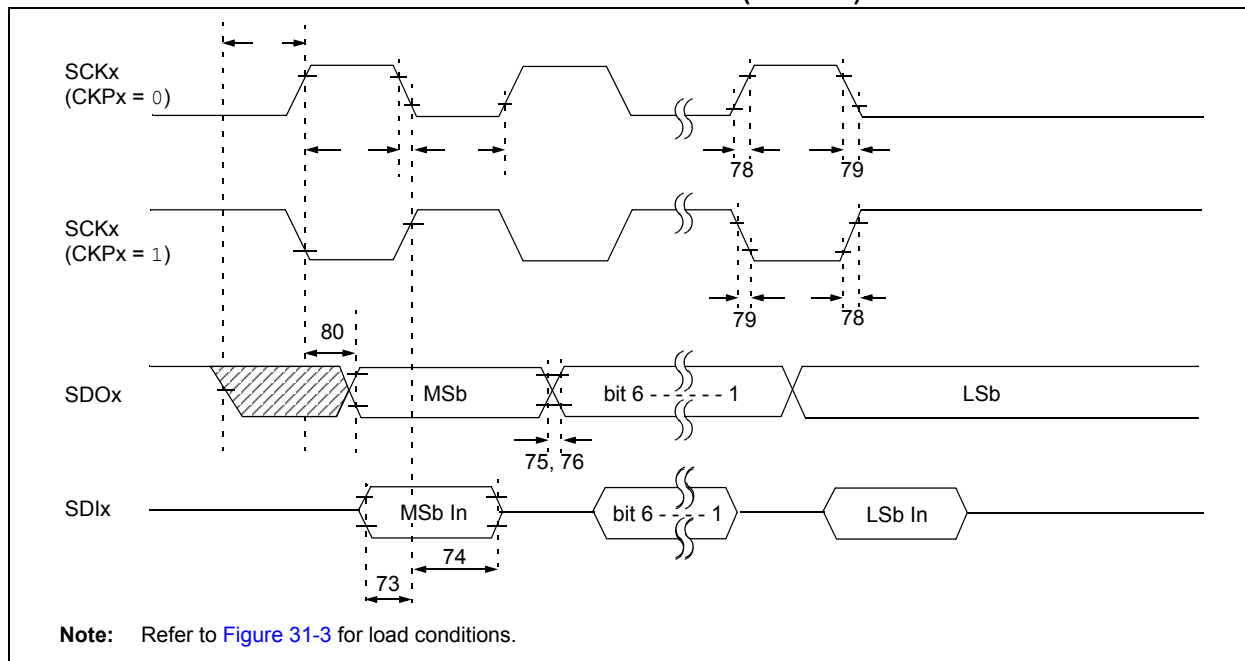 SCKx
(CKPx = 0)
78
79
SCKx
(CKPx = 1)
79
78
80
SDOx
MSb
bit 6 - - - - - - 1
LSb
75, 76
SDIx
MSb In
bit 6 - - - - 1
LSb In
74
73
Note: Refer to Figure 31-3 for load conditions.